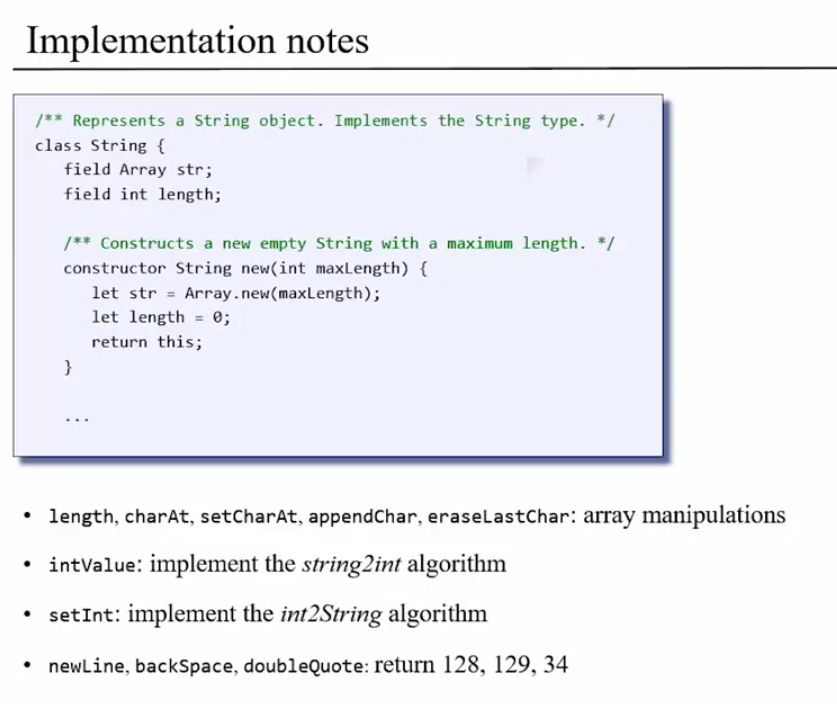 Implementation notes
/** Represents a String object. Implements the String type. */
class String {
field Array str;
field int length;
/** Constructs a new empty String with a maximum length. */
constructor String new(int maxLength) {
let str = Array.new(maxLength);
let length = 0;
return this;
}
...
• length, charAt, setCharAt, appendChar, eraseLastChar: array manipulations
• intValue: implement the string2int algorithm
• setInt: implement the int2String algorithm
• newLine, backSpace, doubleQuote: return 128, 129, 34